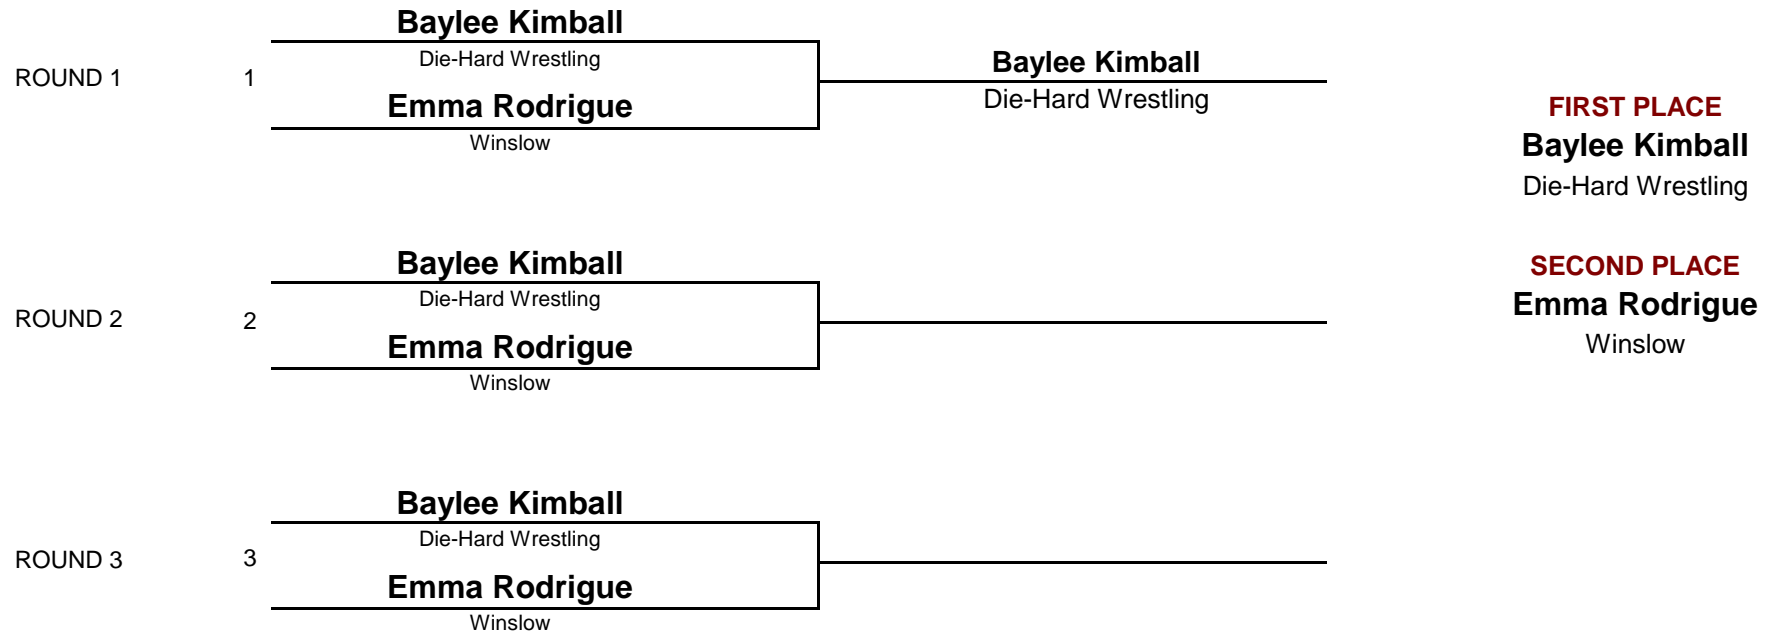 Baylee Kimball
Die-Hard Wrestling
ROUND 1
1
Emma Rodrigue
Winslow
Baylee Kimball
Die-Hard Wrestling
FIRST PLACE
Baylee Kimball
Die-Hard Wrestling
SECOND PLACE
Emma Rodrigue
Winslow
Baylee Kimball
Die-Hard Wrestling
ROUND 2
2
Emma Rodrigue
Winslow
Baylee Kimball
Die-Hard Wrestling
ROUND 3
3
Emma Rodrigue
Winslow